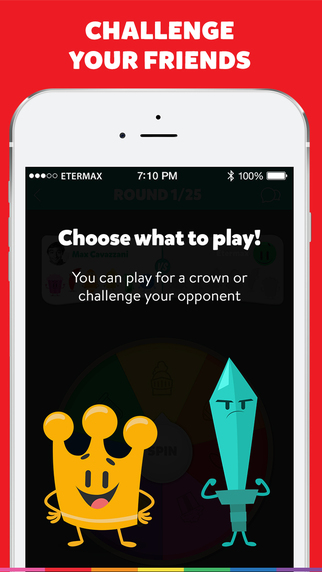 CHALLENGE
YOUR FRIENDS
ETERMAX 7:10 PM 100%
ROUND 1/25
Choose what to play!
You can play for a crown or
challenge your opponent
SPIN